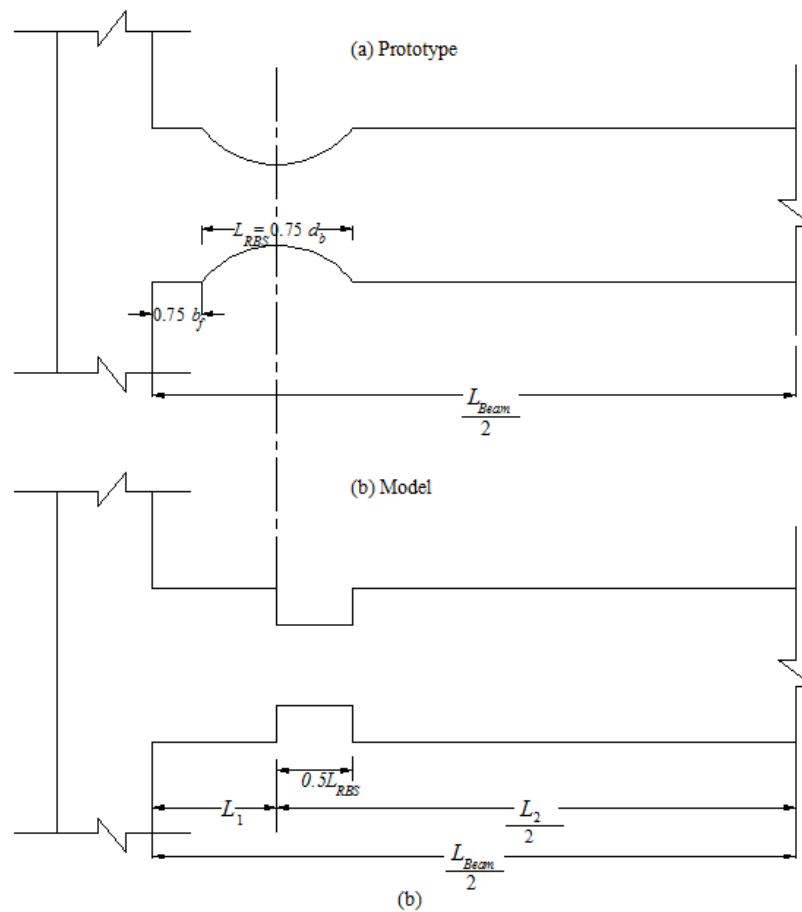 (a) Prototype
L_RBS = 0.75 d_b
0.75 b_f
L_Beam
2
(b) Model
0.5L_RBS
L_1
L_2
2
L_Beam
2
(b)